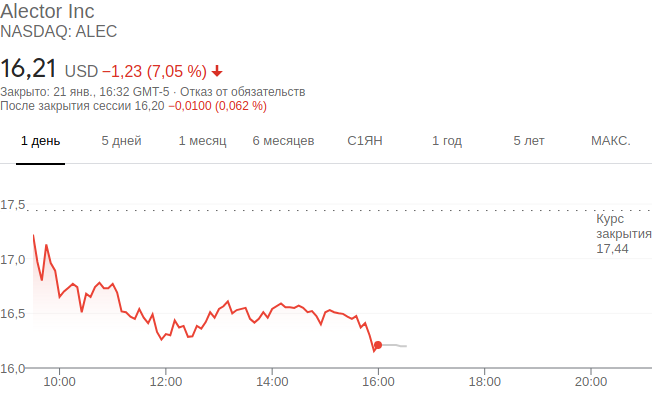 Alector Inc
NASDAQ: ALEC
16,21 USD −1,23 (7,05 %)
Закрыто: 21 янв., 16:32 GMT-5 · Отказ от обязательств
После закрытия сессии 16,20 −0,0100 (0,062 %)
1 день 5 дней 1 месяц 6 месяцев С1ЯН 1 год 5 лет МАКС.
17,5
Курс
закрытия
17,44
17,0
16,5
16,0
10:00 12:00 14:00 16:00 18:00 20:00